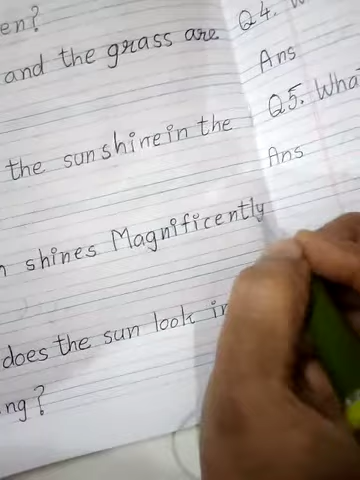 en?
and the grass are
the sunshine in the
shines Magnificently
does the sun look in
ng?
Q4.
Ans
Q5. What
Ans